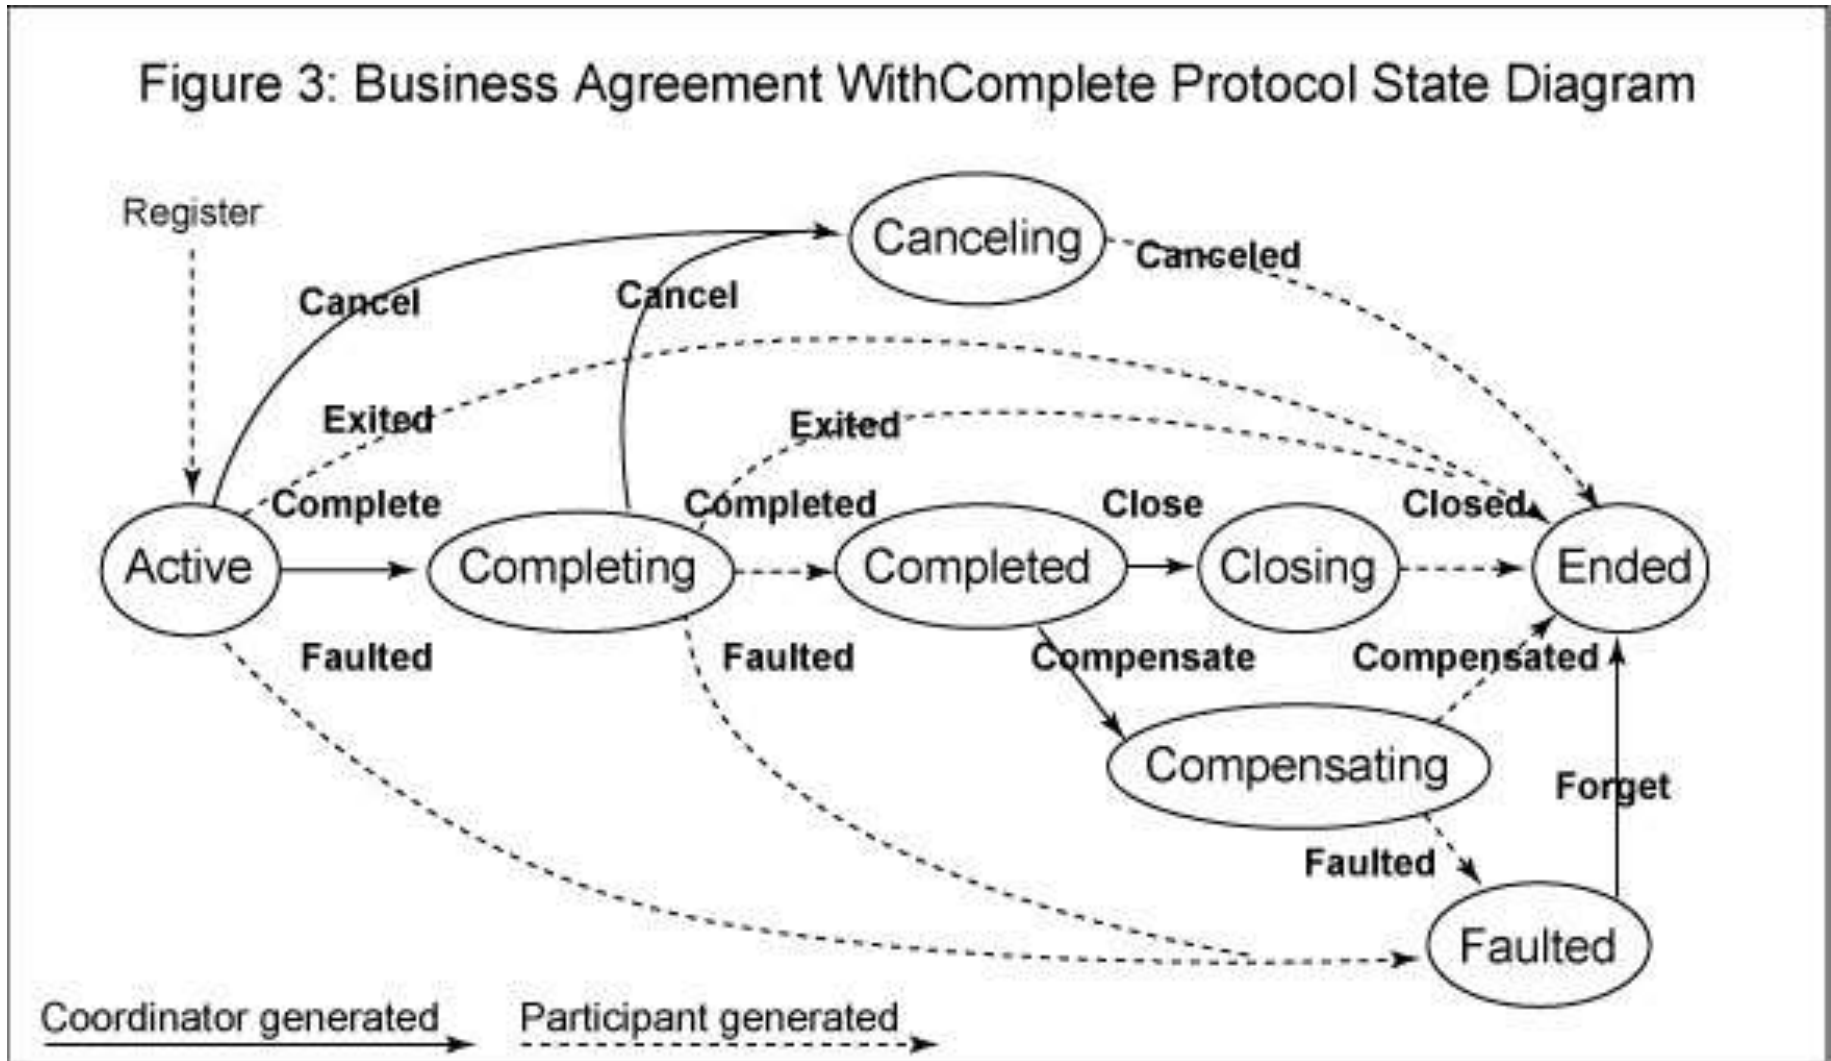 Figure 3: Business Agreement WithComplete Protocol State Diagram
Register
Canceling
Canceled
Cancel
Cancel
Exited
Exited
Complete
Completed
Close
Closed
Active
Completing
Completed
Closing
Ended
Faulted
Faulted
Compensate
Compensated
Compensating
Forget
Faulted
Faulted
Coordinator generated
Participant generated